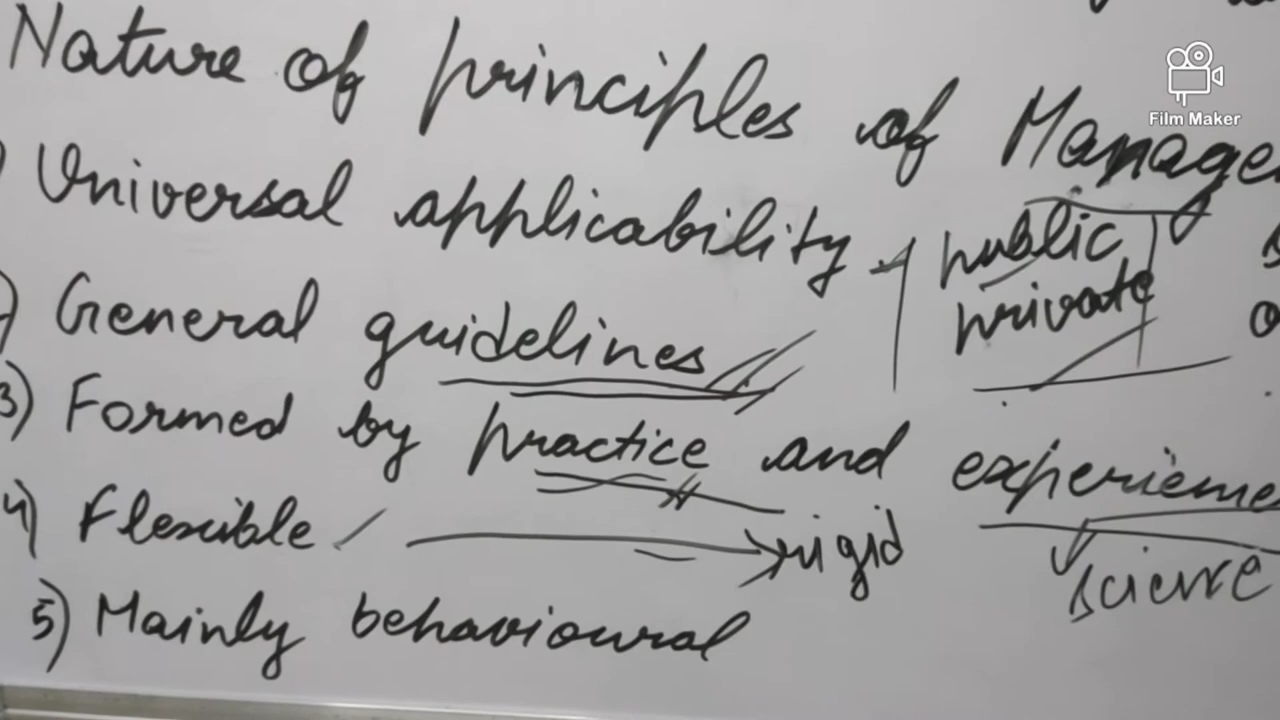 Nature of principles of Manage
Universal applicability
public
private
General guidelines
3) Formed by practice and experieme
4) Flexible rigid
science
5) Mainly behavioural
Film Maker